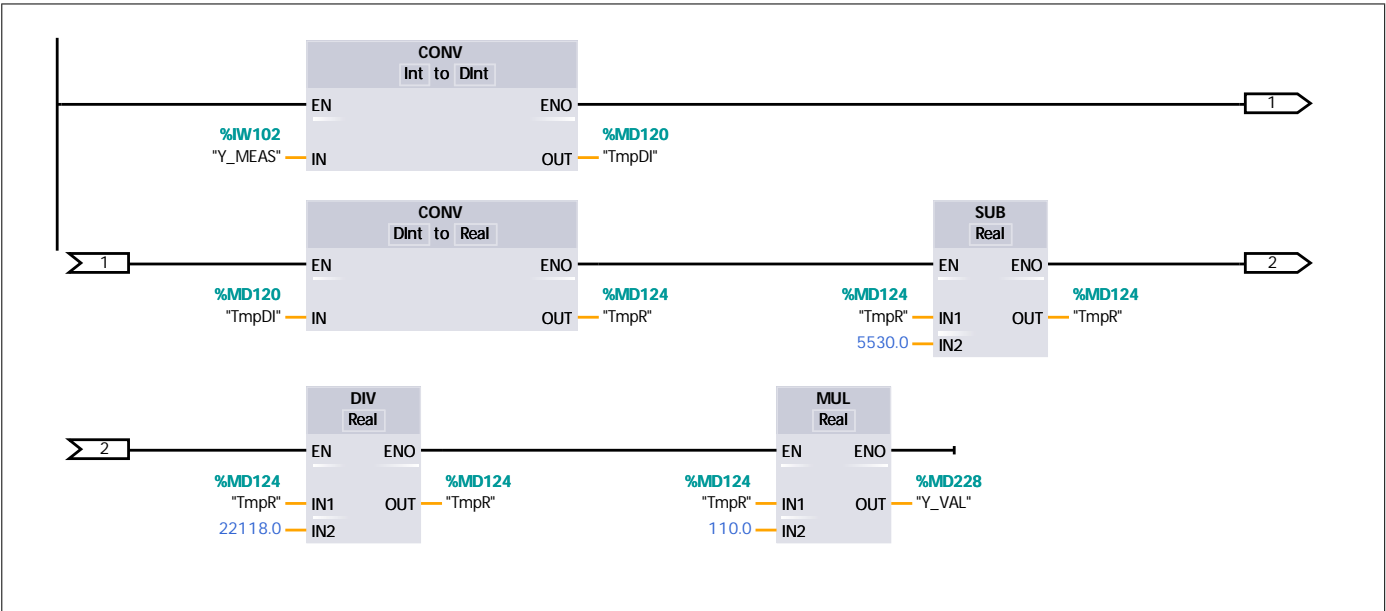 CONV
Int to DInt
EN ENO 1
%IW102 %MD120
"Y_MEAS" IN OUT "TmpDI"
CONV SUB
DInt to Real Real
1 EN ENO EN ENO 2
%MD120 %MD124 %MD124 %MD124
"TmpDI" IN OUT "TmpR" "TmpR" IN1 OUT "TmpR"
5530.0 IN2
DIV MUL
Real Real
2 EN ENO EN ENO
%MD124 %MD124 %MD124 %MD228
"TmpR" IN1 OUT "TmpR" "TmpR" IN1 OUT "Y_VAL"
22118.0 IN2 110.0 IN2